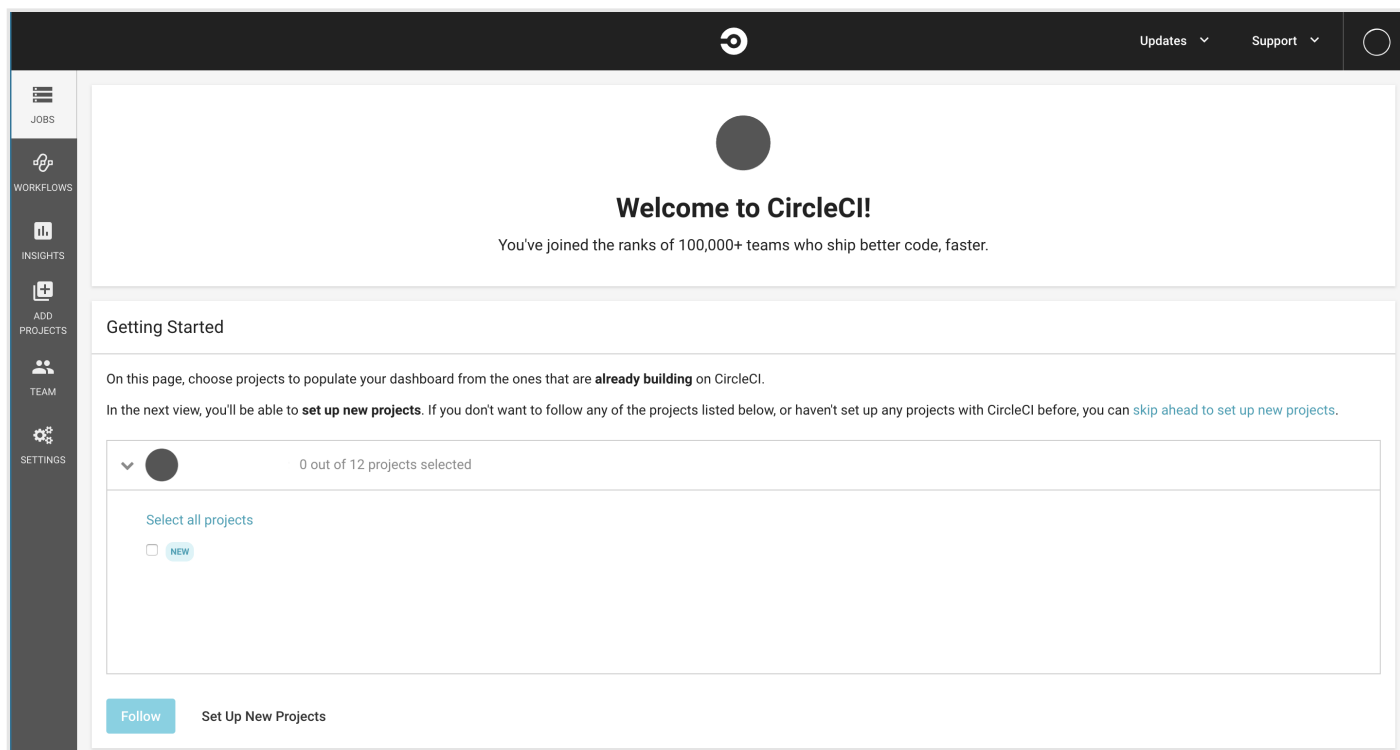 Updates
Support
JOBS
WORKFLOWS
INSIGHTS
ADD
PROJECTS
TEAM
SETTINGS
Welcome to CircleCI!
You've joined the ranks of 100,000+ teams who ship better code, faster.
Getting Started
On this page, choose projects to populate your dashboard from the ones that are already building on CircleCI.
In the next view, you'll be able to set up new projects. If you don't want to follow any of the projects listed below, or haven't set up any projects with CircleCI before, you can skip ahead to set up new projects.
0 out of 12 projects selected
Select all projects
NEW
Follow
Set Up New Projects